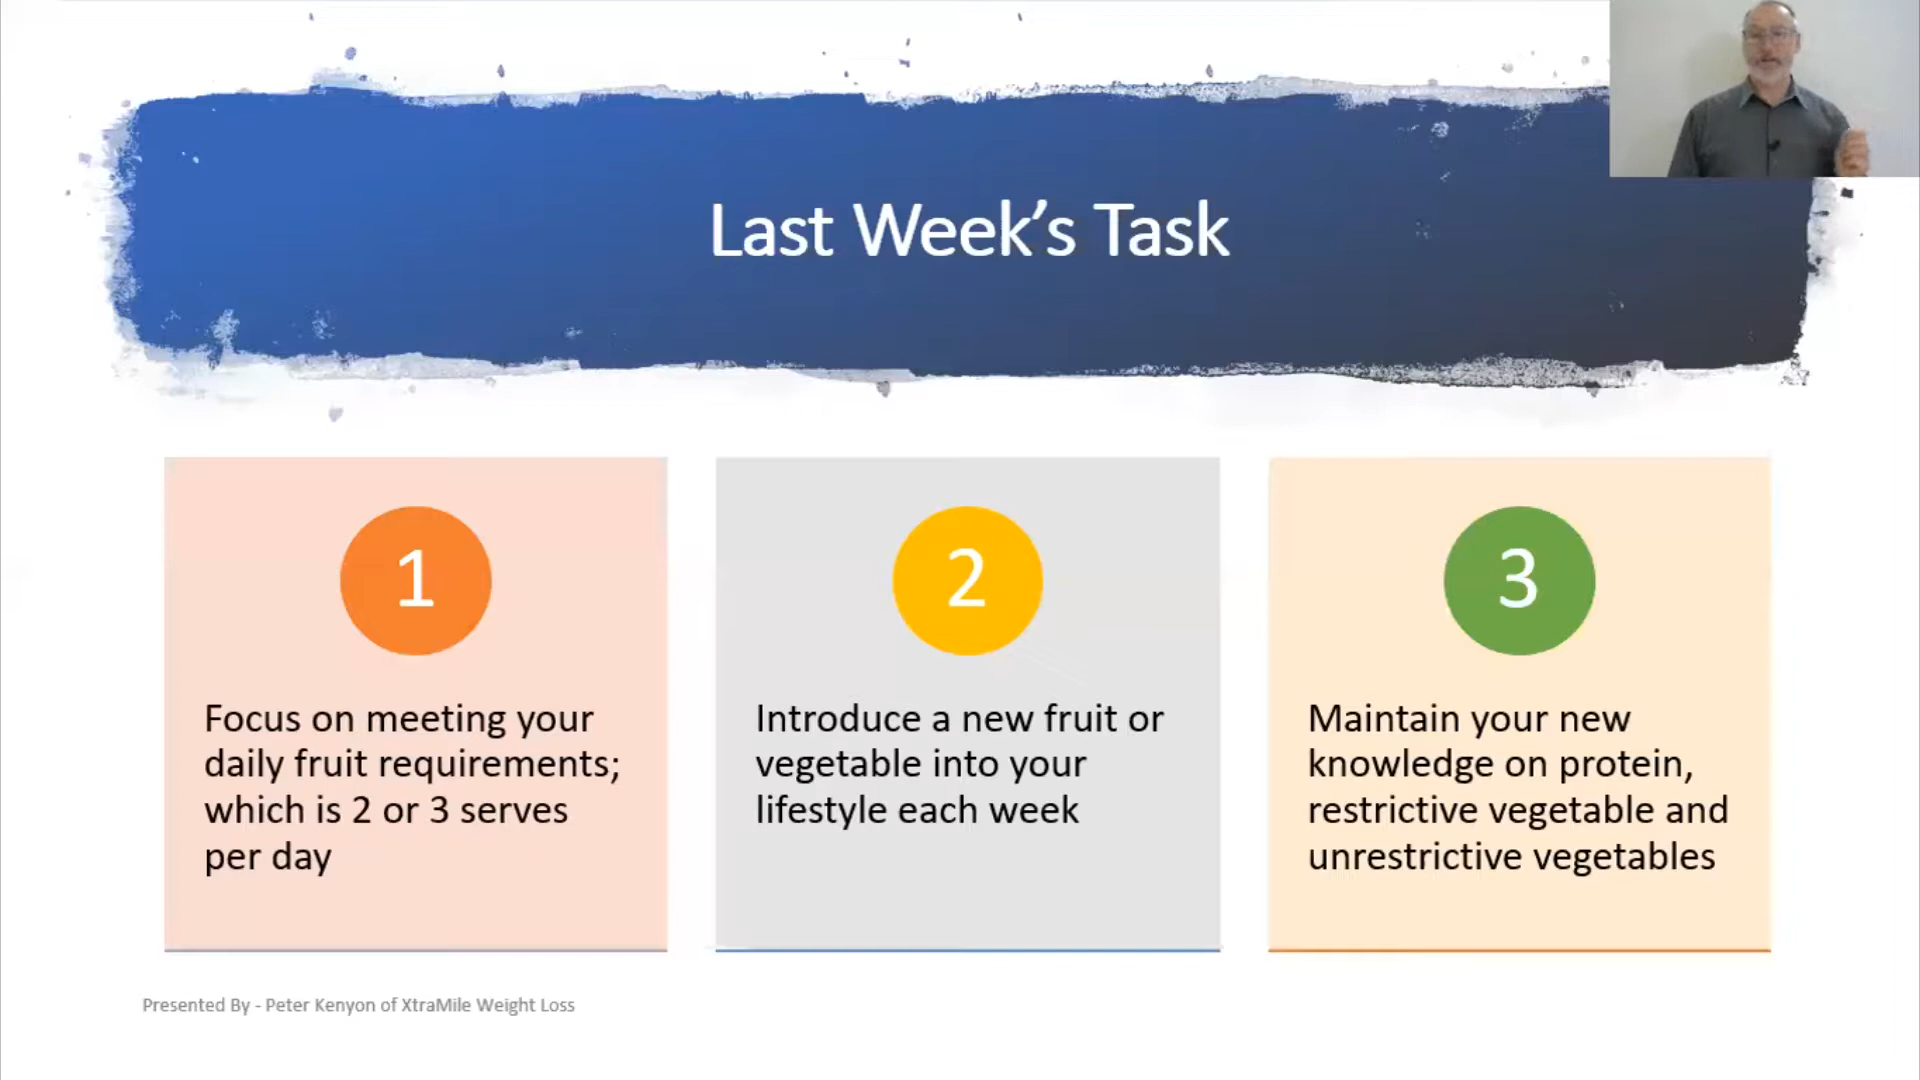 Last Week’s Task
1
Focus on meeting your
daily fruit requirements;
which is 2 or 3 serves
per day
2
Introduce a new fruit or
vegetable into your
lifestyle each week
3
Maintain your new
knowledge on protein,
restrictive vegetable and
unrestrictive vegetables
Presented By - Peter Kenyon of XtraMile Weight Loss